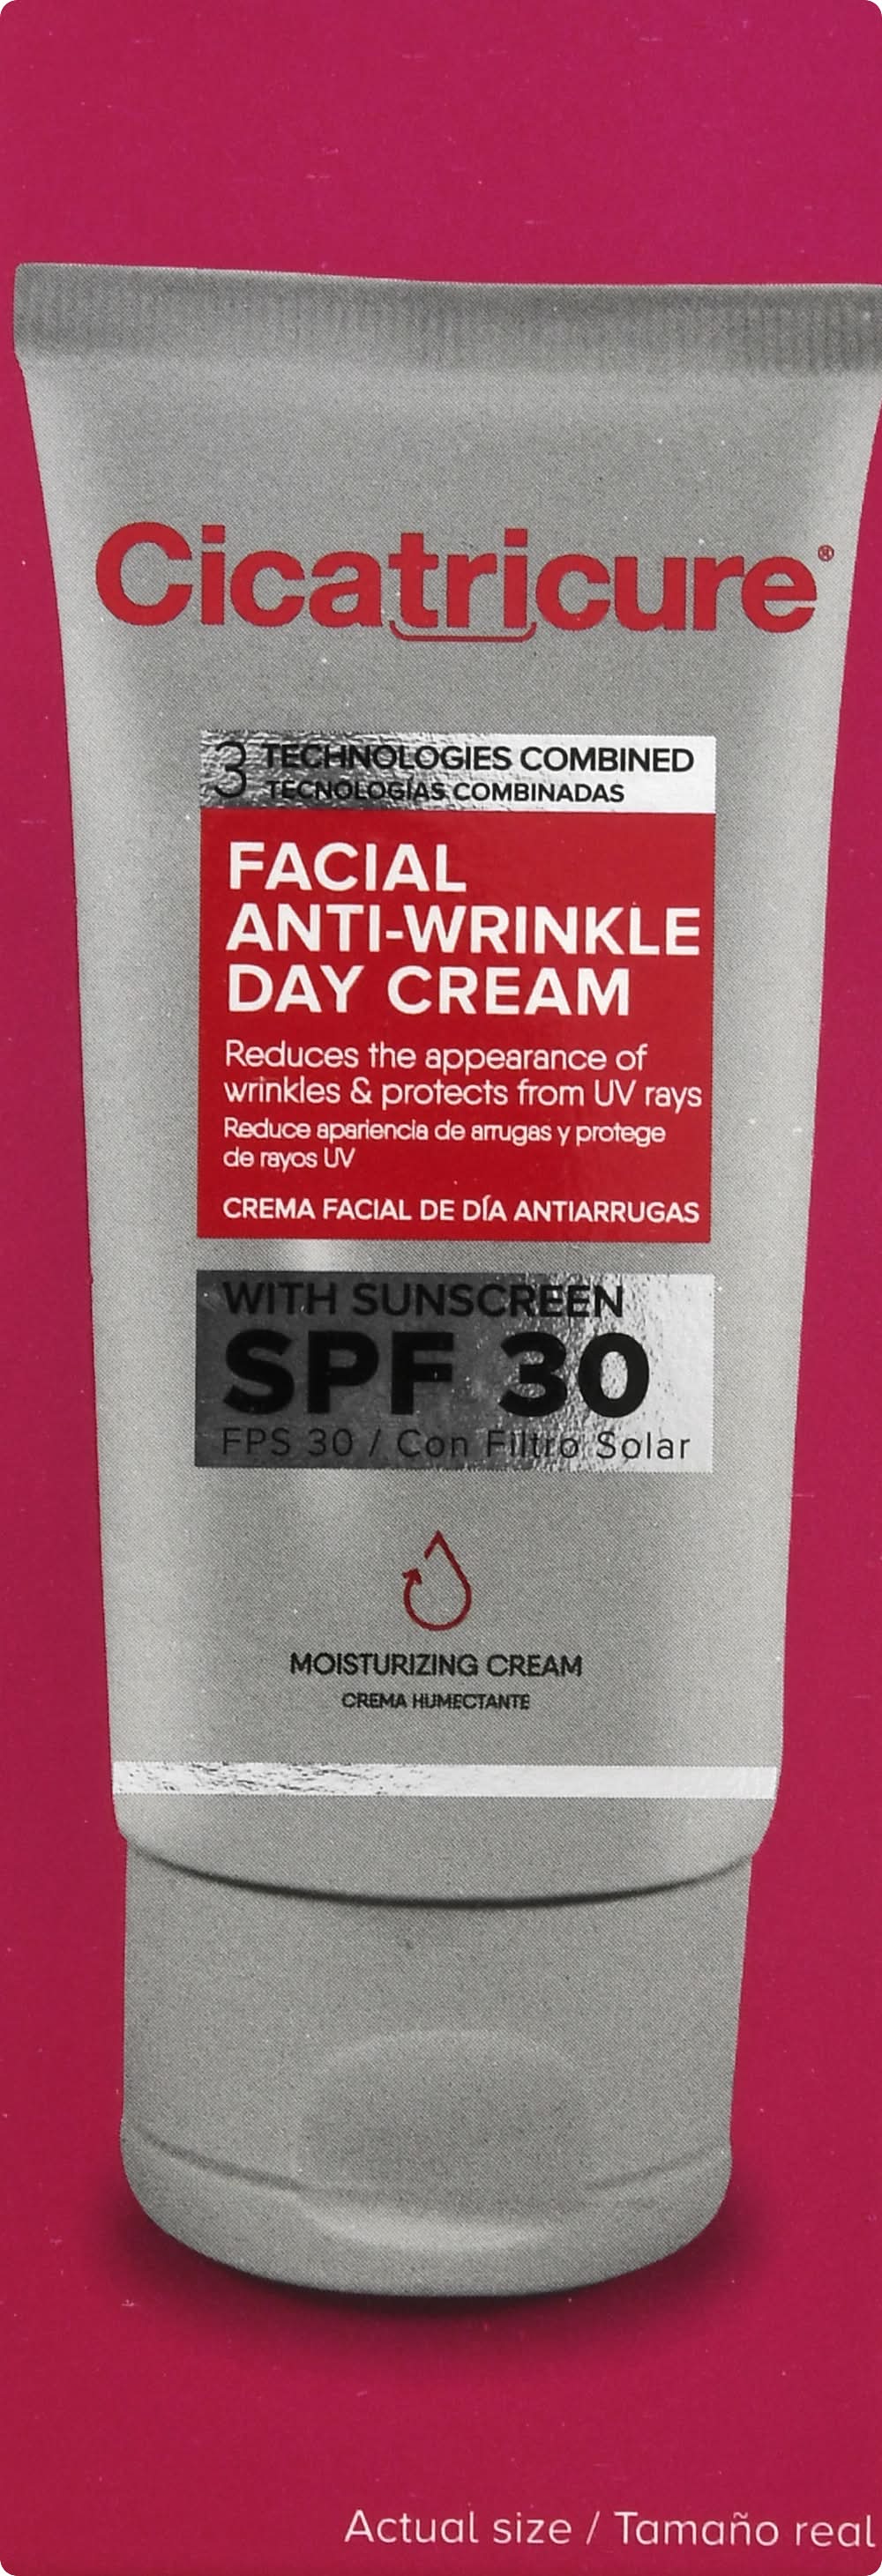 Cicatricure®
3 TECHNOLOGIES COMBINED
TECNOLOGÍAS COMBINADAS
FACIAL
ANTI-WRINKLE
DAY CREAM
Reduces the appearance of
wrinkles & protects from UV rays
Reduce apariencia de arrugas y protege
de rayos UV
CREMA FACIAL DE DÍA ANTIARRUGAS
WITH SUNSCREEN
SPF 30
FPS 30 / Con Filtro Solar
MOISTURIZING CREAM
CREMA HUMECTANTE
Actual size / Tamaño real